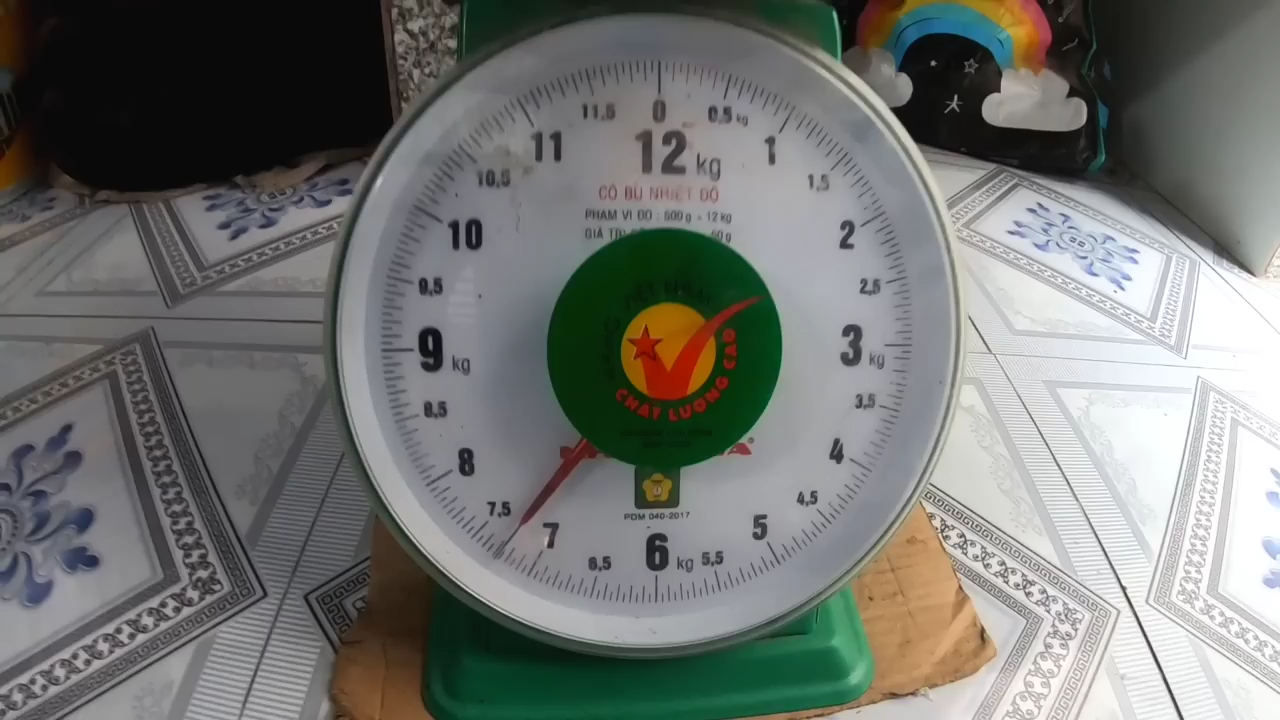 0
11,5
0,5 kg
11
12 kg
1
10,5
1,5
CÓ BÙ NHIỆT ĐỘ
PHẠM VI ĐO : 500 g - 12 kg
10
2
GIÁ TRỊ
50 g
9,5
2,5
9 kg
3 kg
8,5
3,5
CHẤT LƯỢNG CAO
8
4
7,5
4,5
PDM 040-2017
7
5
6,5
6 kg
5,5